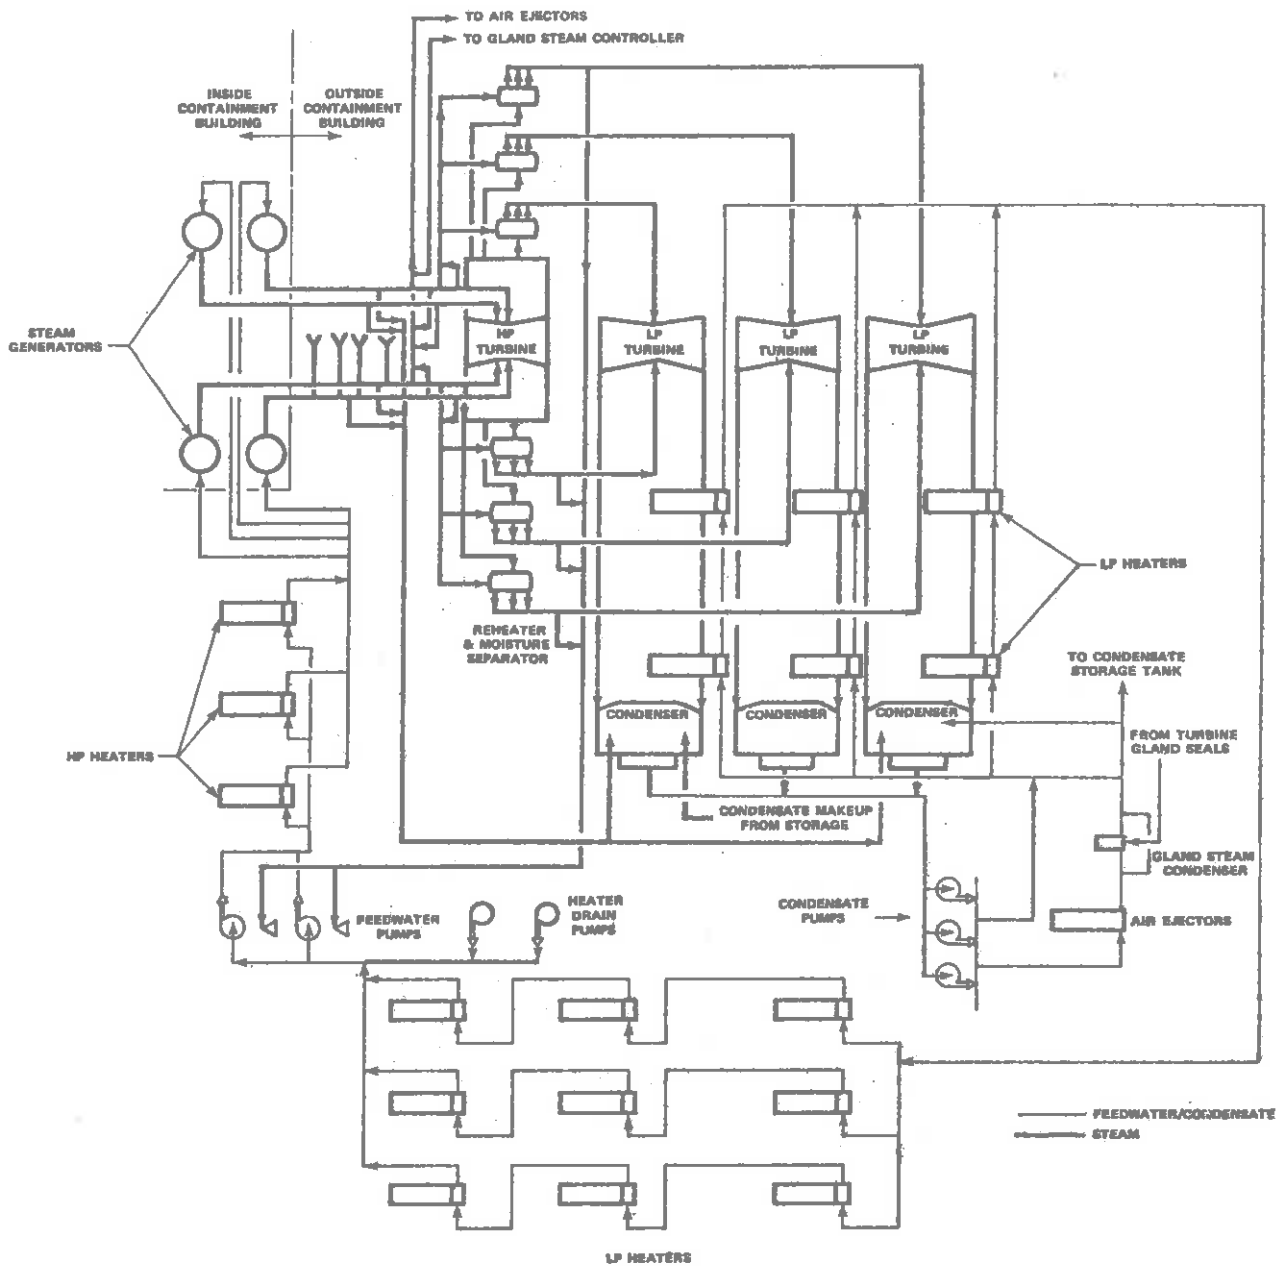 TO AIR EJECTORS
TO GLAND STEAM CONTROLLER
INSIDE
CONTAINMENT
BUILDING
OUTSIDE
CONTAINMENT
BUILDING
STEAM
GENERATORS
HP
TURBINE
LP
TURBINE
LP
TURBINE
LP
TURBINE
LP HEATERS
REHEATER
& MOISTURE
SEPARATOR
TO CONDENSATE
STORAGE TANK
CONDENSER
CONDENSER
CONDENSER
FROM TURBINE
GLAND SEALS
HP HEATERS
CONDENSATE MAKEUP
FROM STORAGE
GLAND STEAM
CONDENSER
FEEDWATER
PUMPS
HEATER
DRAIN
PUMPS
CONDENSATE
PUMPS
AIR EJECTORS
FEEDWATER/CONDENSATE
STEAM
LP HEATERS